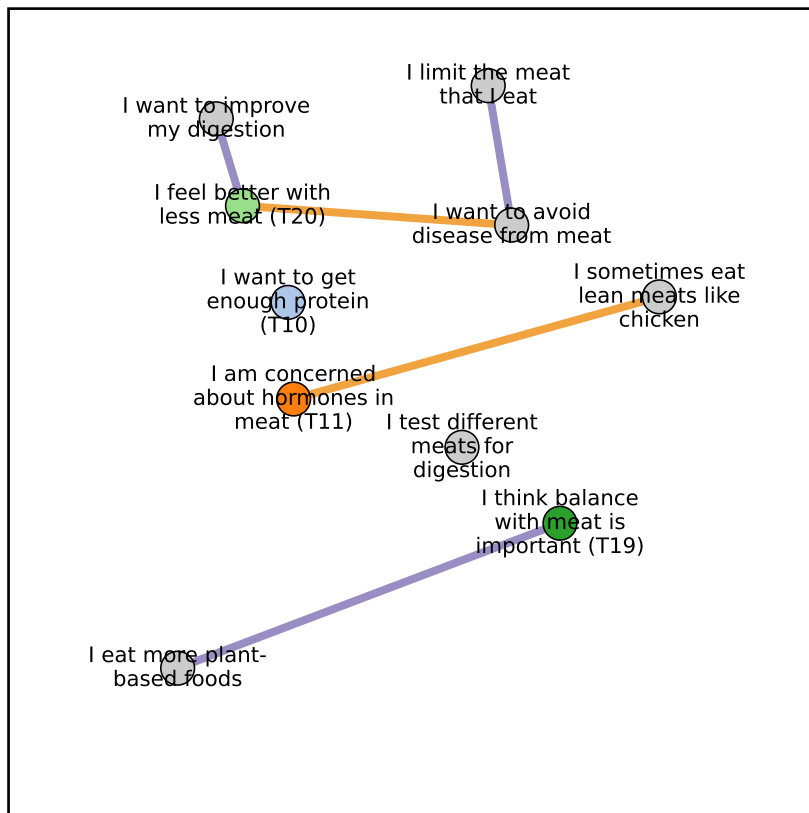 I limit the meat
that I eat
I want to improve
my digestion
I feel better with
less meat (T20)
I want to avoid
disease from meat
I want to get
enough protein
(T10)
I sometimes eat
lean meats like
chicken
I am concerned
about hormones in
meat (T11)
I test different
meats for
digestion
I think balance
with meat is
important (T19)
I eat more plant-
based foods